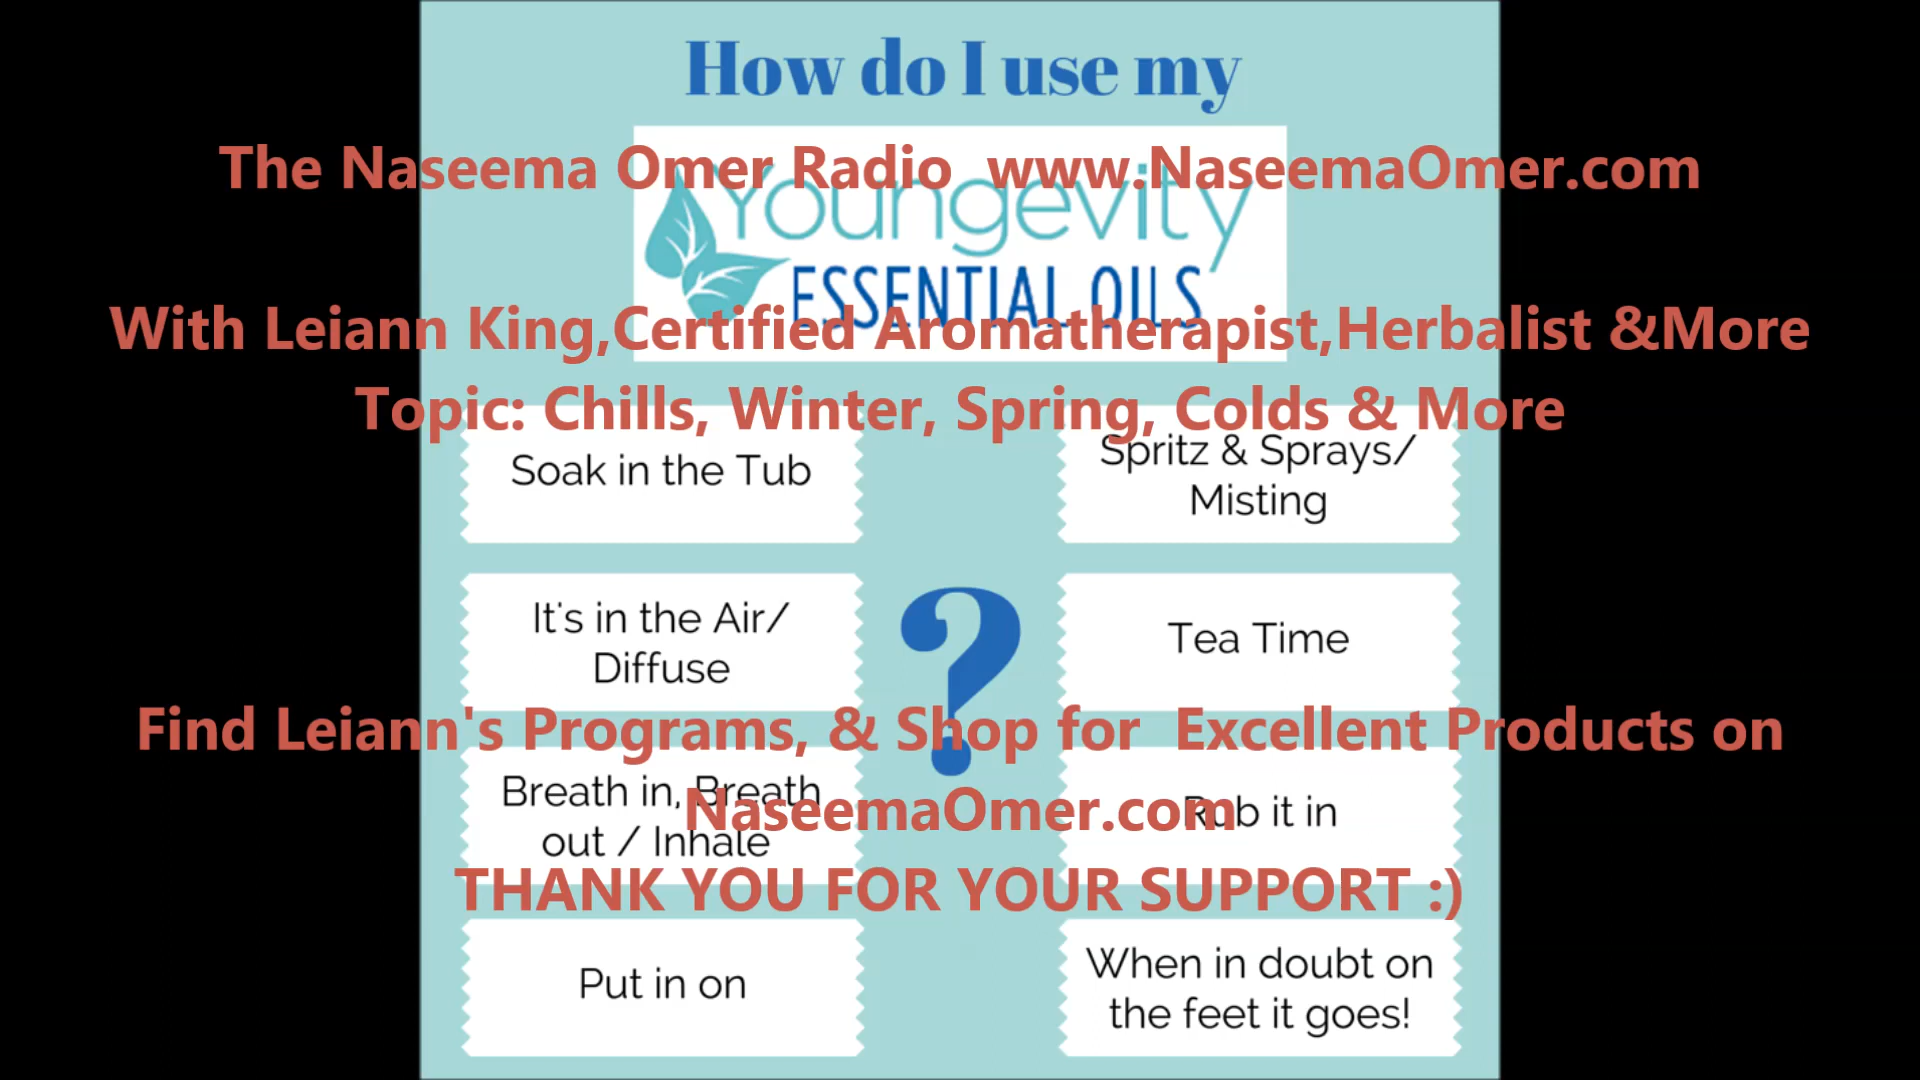 How do I use my
The Naseema Omer Radio  www.NaseemaOmer.com
Youngevity
ESSENTIAL OILS
With Leiann King,Certified Aromatherapist,Herbalist &More
Topic: Chills, Winter, Spring, Colds & More
Soak in the Tub
Spritz & Sprays/
Misting
It's in the Air/
Diffuse
?
Tea Time
Find Leiann's Programs, & Shop for  Excellent Products on
NaseemaOmer.com
THANK YOU FOR YOUR SUPPORT :)
Breath in, Breath
out / Inhale
Rub it in
Put in on
When in doubt on
the feet it goes!